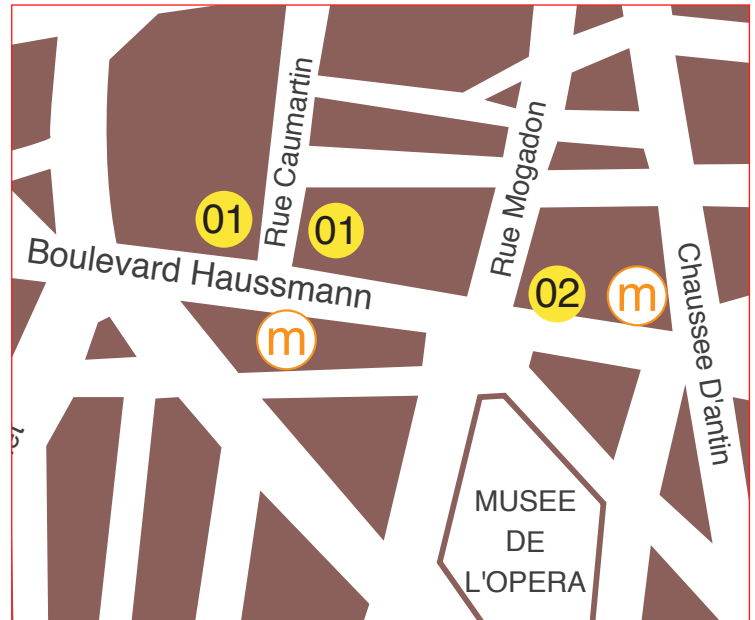 Rue Caumartin
Rue Mogadon
01
01
Boulevard Haussmann
02
m
m
Chaussee D'antin
MUSEE
DE
L'OPERA